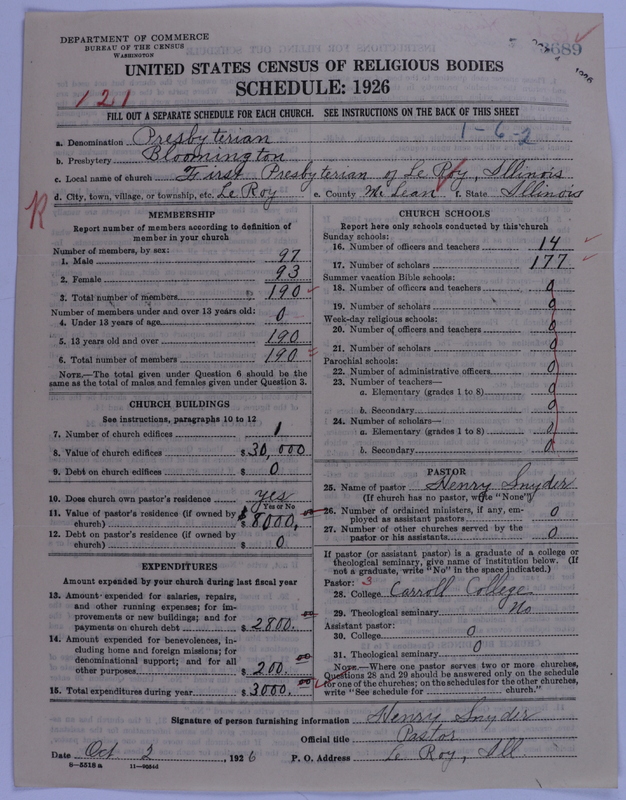 DEPARTMENT OF COMMERCE
BUREAU OF THE CENSUS
WASHINGTON
3689
1926
UNITED STATES CENSUS OF RELIGIOUS BODIES
SCHEDULE: 1926
121
FILL OUT A SEPARATE SCHEDULE FOR EACH CHURCH. SEE INSTRUCTIONS ON THE BACK OF THIS SHEET
1-6-2
a. Denomination Presbyterian
b. Presbytery Bloomington
c. Local name of church First Presbyterian of Le Roy, Illinois
d. City, town, village, or township, etc. Le Roy e. County McLean f. State Illinois
R
MEMBERSHIP
Report number of members according to definition of
member in your church
Number of members, by sex:
1. Male 97
2. Female 93
3. Total number of members 190
Number of members under and over 13 years old:
4. Under 13 years of age 0
5. 13 years old and over 190
6. Total number of members 190
NOTE.—The total given under Question 6 should be
same as the total of males and females given under Question 3.
CHURCH BUILDINGS
See instructions, paragraphs 10 to 12
7. Number of church edifices 1
8. Value of church edifices $ 30,000
9. Debt on church edifices $ 0
10. Does church own pastor's residence yes
Yes or No
11. Value of pastor's residence (if owned by
church) $ 8000.
12. Debt on pastor's residence (if owned by
church) $ 0
EXPENDITURES
Amount expended by your church during last fiscal year
13. Amount expended for salaries, repairs,
and other running expenses; for im-
provements or new buildings; and for
payments on church debt $ 2800.00
14. Amount expended for benevolences, in-
cluding home and foreign missions; for
denominational support; and for all
other purposes $ 200.00
15. Total expenditures during year $ 3000.00
CHURCH SCHOOLS
Report here only schools conducted by this church
Sunday schools:
16. Number of officers and teachers 14
17. Number of scholars 177
Summer vacation Bible schools:
18. Number of officers and teachers 0
19. Number of scholars 0
Week-day religious schools:
20. Number of officers and teachers 0
21. Number of scholars 0
Parochial schools:
22. Number of administrative officers 0
23. Number of teachers—
a. Elementary (grades 1 to 8) 0
b. Secondary 0
24. Number of scholars—
a. Elementary (grades 1 to 8) 0
b. Secondary 0
PASTOR
25. Name of pastor Henry Snyder
(If church has no pastor, write "None")
26. Number of ordained ministers, if any, em-
ployed as assistant pastors 0
27. Number of other churches served by the
pastor or his assistants 0
If pastor (or assistant pastor) is a graduate of a college or
theological seminary, give name of institution below. (If
not a graduate, write "No" in the space indicated.)
Pastor: 3
28. College Carroll College
29. Theological seminary No
Assistant pastor:
30. College 0
31. Theological seminary 0
NOTE.—Where one pastor serves two or more churches,
Questions 28 and 29 should be answered only on the schedule
for one of the churches; on the schedules for the other churches,
write "See schedule for church."
Signature of person furnishing information Henry Snyder
Official title Pastor
Date Oct 2, 1926 P. O. Address Le Roy, Ill
8—5518 a